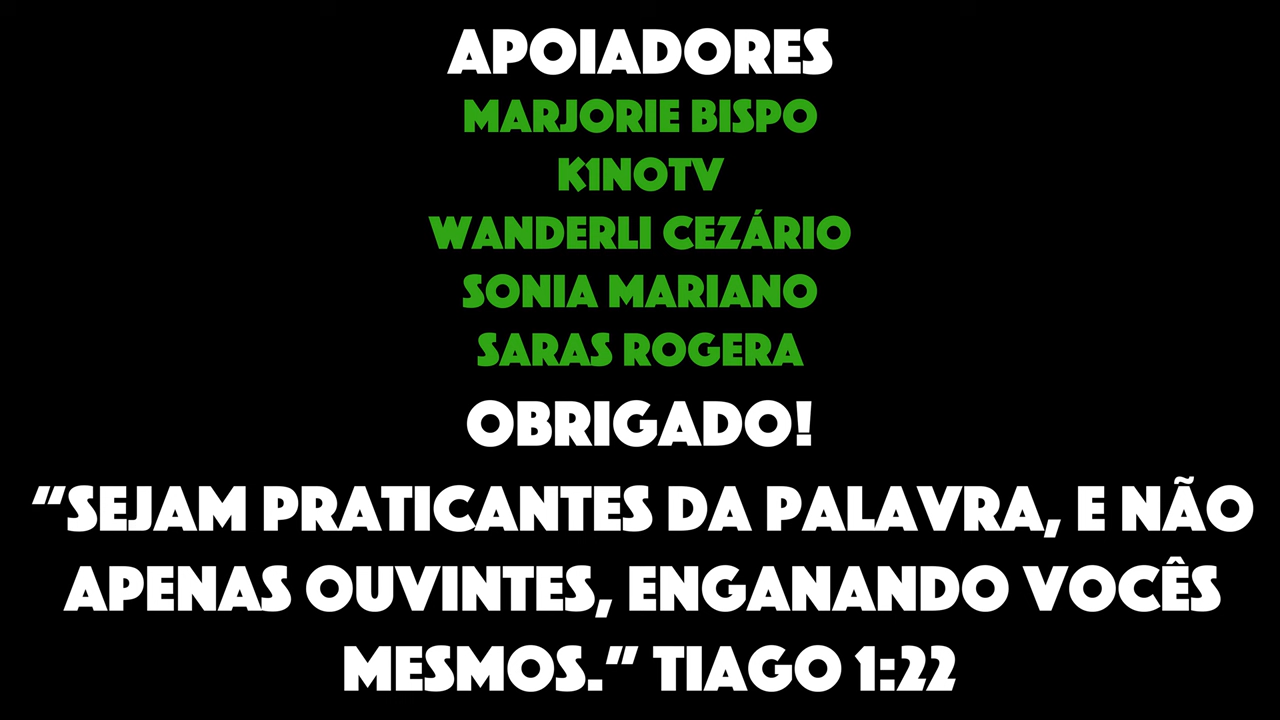 APOIADORES
MARJORIE BISPO
K1NOTV
WANDERLI CEZÁRIO
SONIA MARIANO
SARAS ROGERA
OBRIGADO!
“SEJAM PRATICANTES DA PALAVRA, E NÃO
APENAS OUVINTES, ENGANANDO VOCÊS
MESMOS.” TIAGO 1:22